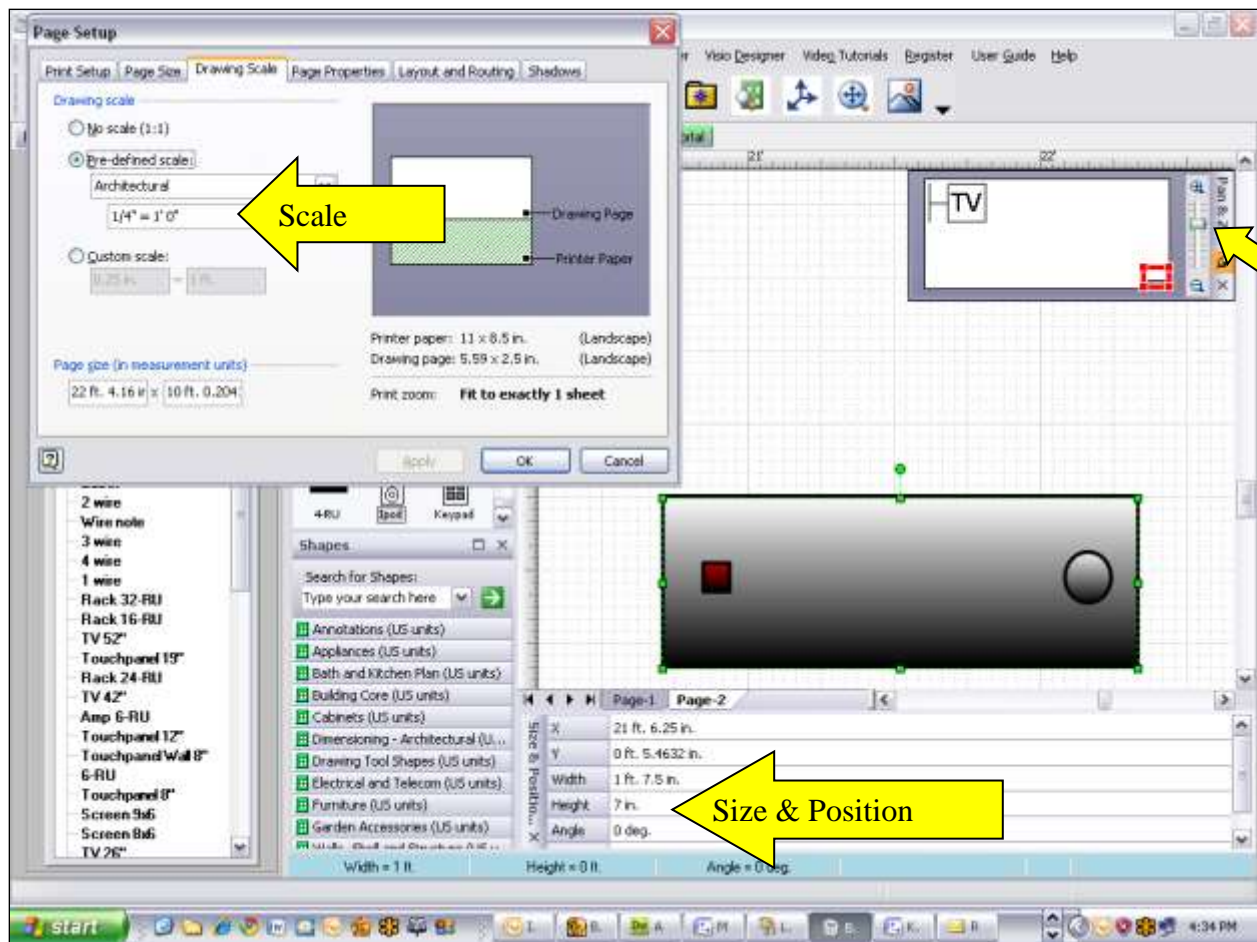 Page Setup
Print Setup
Page Size
Drawing Scale
Page Properties
Layout and Routing
Shadows
Visio Designer
Video Tutorials
Register
User Guide
Help
Drawing scale
No scale (1:1)
Pre-defined scale:
Architectural
1/4" = 1' 0"
Scale
Custom scale:
0.25 in. = 1 ft.
Drawing Page
Printer Paper
Printer paper: 11 x 8.5 in. (Landscape)
Drawing page: 5.59 x 2.5 in. (Landscape)
Page size (in measurement units)
22 ft. 4.16 x 10 ft. 0.204
Print zoom: Fit to exactly 1 sheet
Apply
OK
Cancel
21'
22'
TV
Pan & Z
2 wire
Wire note
3 wire
4 wire
1 wire
Rack 32-RU
Rack 16-RU
TV 52"
Touchpanel 19"
Rack 24-RU
TV 42"
Amp 6-RU
Touchpanel 12"
Touchpanel Wall 8"
6-RU
Touchpanel 8"
Screen 9x6
Screen 8x6
TV 26"
4-RU
Ipod
Keypad
Shapes
Search for Shapes:
Type your search here
Annotations (US units)
Appliances (US units)
Bath and Kitchen Plan (US units)
Building Core (US units)
Cabinets (US units)
Dimensioning - Architectural (U...
Drawing Tool Shapes (US units)
Electrical and Telecom (US units)
Furniture (US units)
Garden Accessories (US units)
Page-1
Page-2
Size & Positio...
X 21 ft. 6.25 in.
Y 0 ft. 5.4632 in.
Width 1 ft. 7.5 in.
Height 7 in.
Angle 0 deg.
Size & Position
Width = 1 ft.
Height = 0 ft.
Angle = 0 deg.
start
4:34 PM